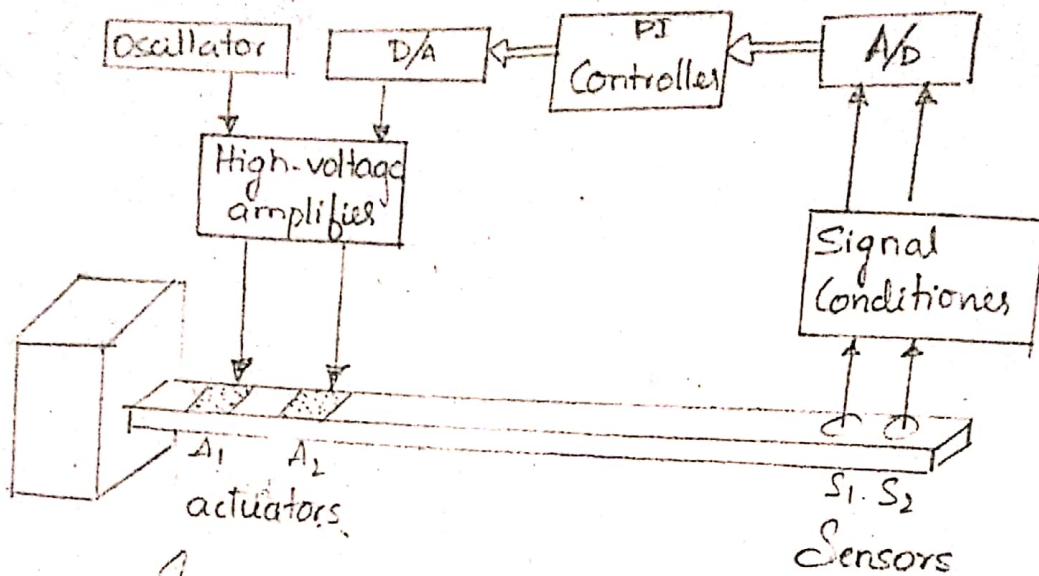 Oscillator
D/A
PI
Controller
A/D
High-voltage
amplifier
Signal
Conditioner
A1
A2
actuators
S1. S2
Sensors